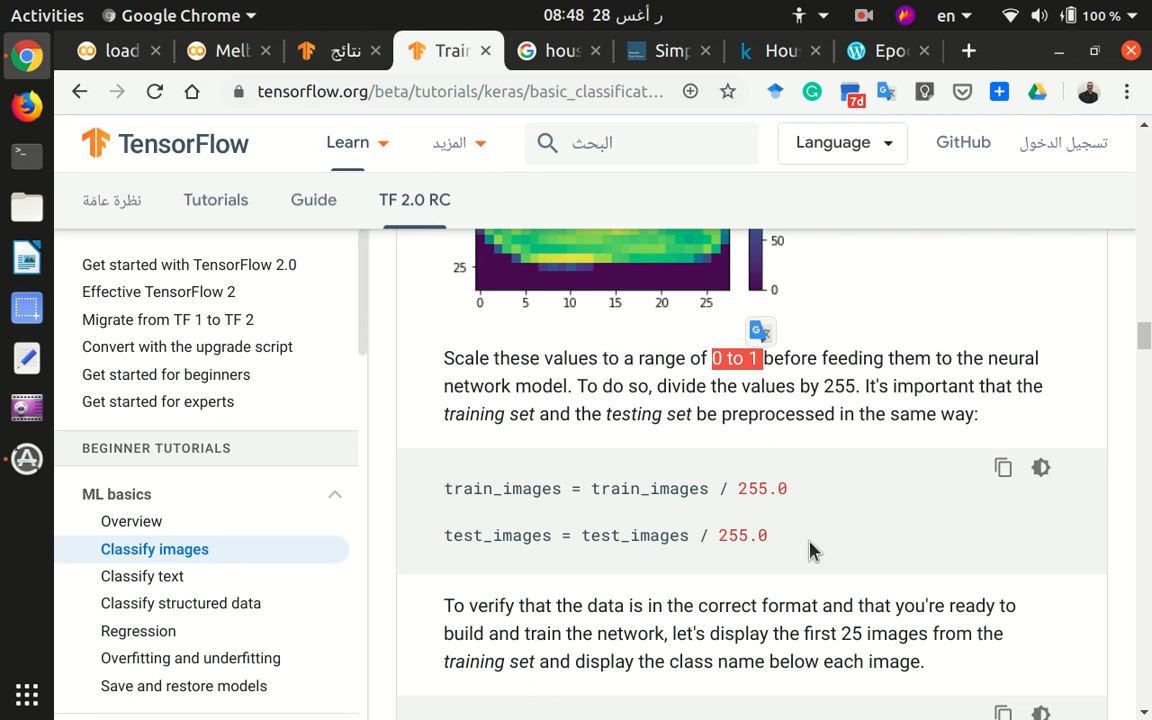 Activities
Google Chrome
08:48 28 ر أغس
en
100 %
load
Melb
نتائج
Train
hous
Simp
Hous
Epoc
tensorflow.org/beta/tutorials/keras/basic_classificat...
7d
TensorFlow
Learn
المزيد
البحث
Language
GitHub
تسجيل الدخول
نظرة عامّة
Tutorials
Guide
TF 2.0 RC
Get started with TensorFlow 2.0
Effective TensorFlow 2
Migrate from TF 1 to TF 2
Convert with the upgrade script
Get started for beginners
Get started for experts
BEGINNER TUTORIALS
ML basics
Overview
Classify images
Classify text
Classify structured data
Regression
Overfitting and underfitting
Save and restore models
25
0 5 10 15 20 25
50
0
Scale these values to a range of 0 to 1 before feeding them to the neural
network model. To do so, divide the values by 255. It's important that the
training set and the testing set be preprocessed in the same way:
train_images = train_images / 255.0
test_images = test_images / 255.0
To verify that the data is in the correct format and that you're ready to
build and train the network, let's display the first 25 images from the
training set and display the class name below each image.